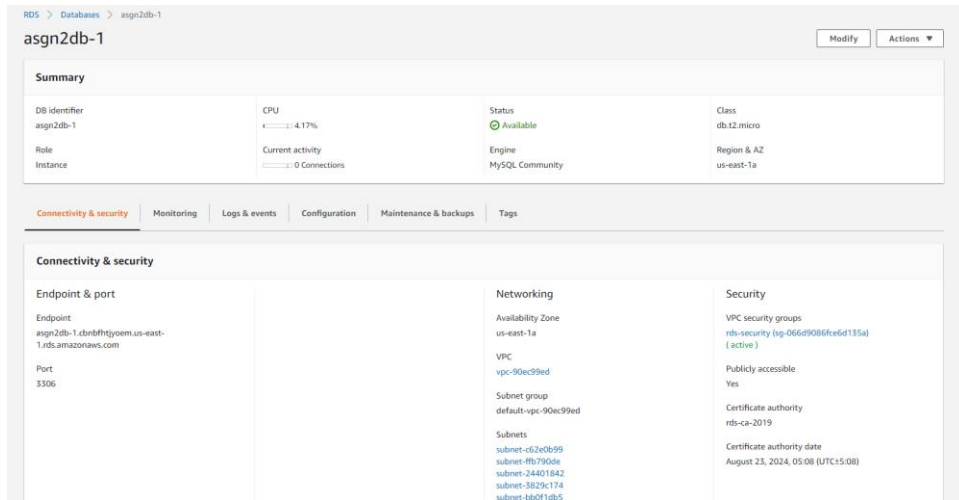 RDS > Databases > asgn2db-1
asgn2db-1
Modify
Actions ▼
Summary
DB identifier
asgn2db-1
CPU
4.17%
Status
Available
Class
db.t2.micro
Role
Instance
Current activity
0 Connections
Engine
MySQL Community
Region & AZ
us-east-1a
Connectivity & security
Monitoring
Logs & events
Configuration
Maintenance & backups
Tags
Connectivity & security
Endpoint & port
Endpoint
asgn2db-1.cbnbfhtjyoem.us-east-
1.rds.amazonaws.com
Port
3306
Networking
Availability Zone
us-east-1a
VPC
vpc-90ec99ed
Subnet group
default-vpc-90ec99ed
Subnets
subnet-c62e0b99
subnet-ffb790de
subnet-24401842
subnet-3829c174
subnet-bb0f1db5
Security
VPC security groups
rds-security (sg-066d9086fce6d135a)
( active )
Publicly accessible
Yes
Certificate authority
rds-ca-2019
Certificate authority date
August 23, 2024, 05:08 (UTC±5:08)